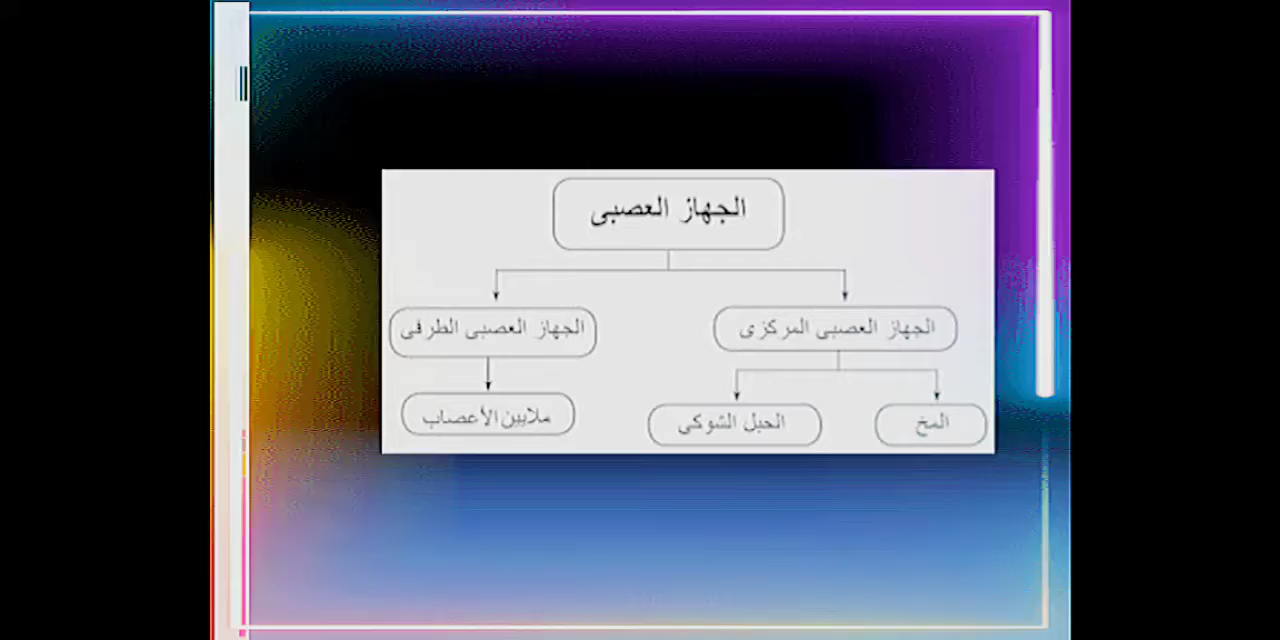 الجهاز العصبى
الجهاز العصبى المركزى
الجهاز العصبى الطرفى
المخ
الحبل الشوكى
ملايين الأعصاب